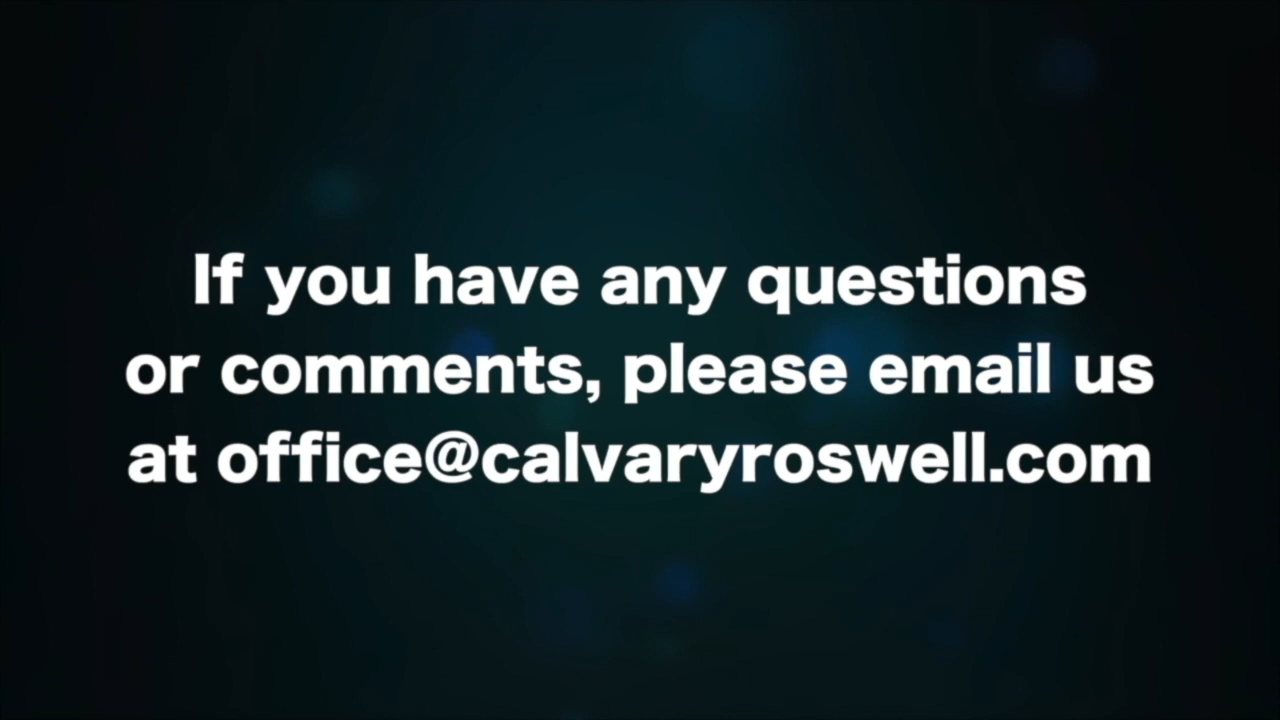 If you have any questions
or comments, please email us
at office@calvaryroswell.com